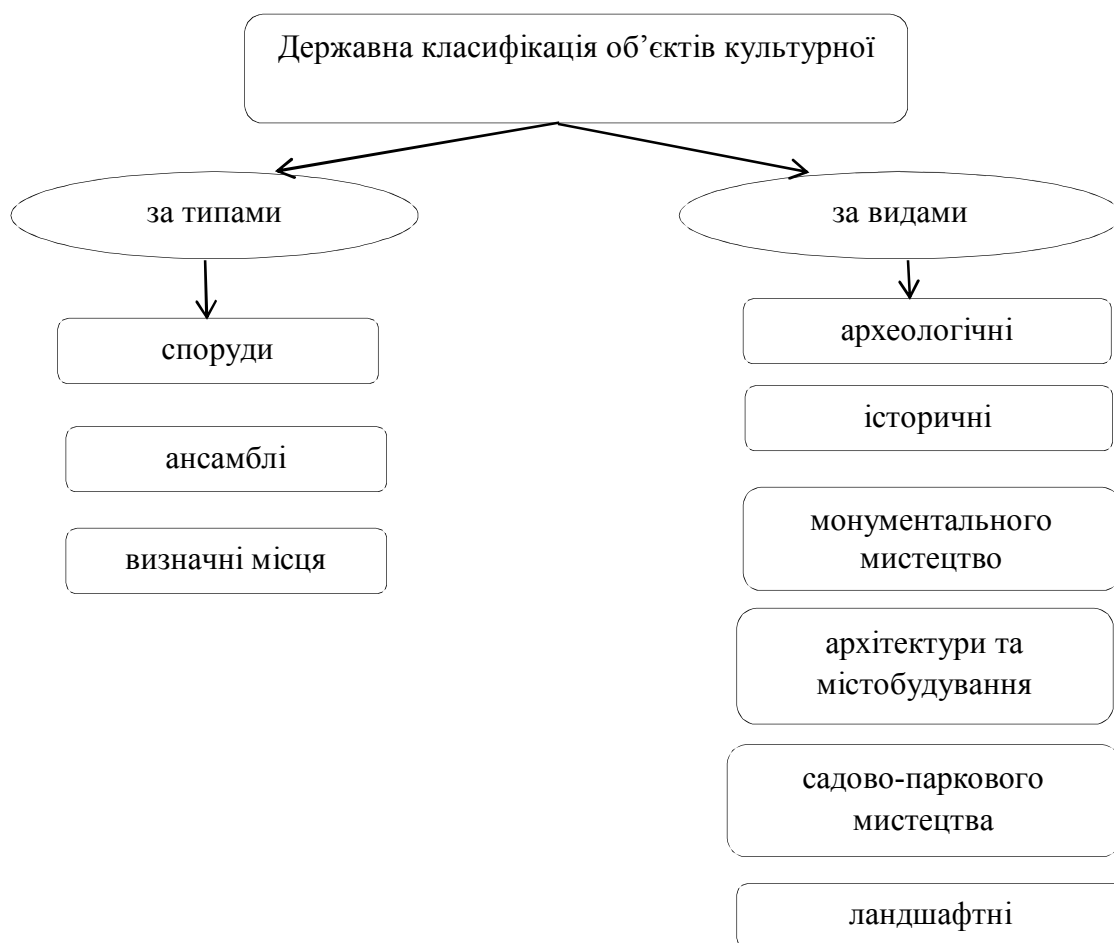 Державна класифікація об’єктів культурної
за типами
за видами
споруди
ансамблі
визначні місця
археологічні
історичні
монументального
мистецтво
архітектури та
містобудування
садово-паркового
мистецтва
ландшафтні